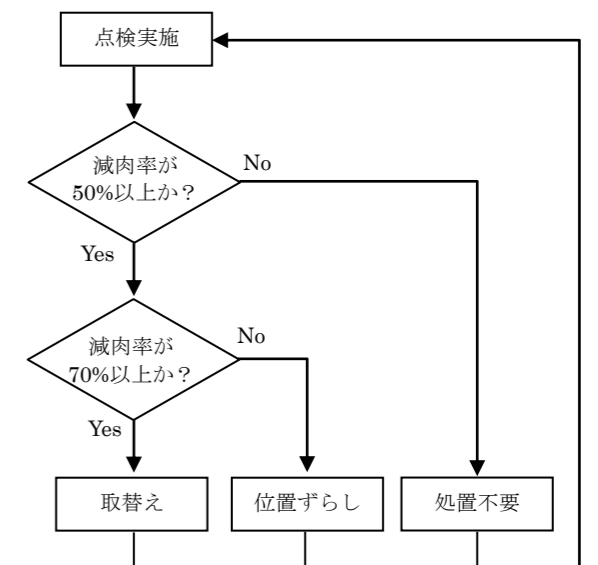 点検実施
減肉率が
50%以上か？
No
Yes
減肉率が
70%以上か？
No
Yes
取替え
位置ずらし
処置不要